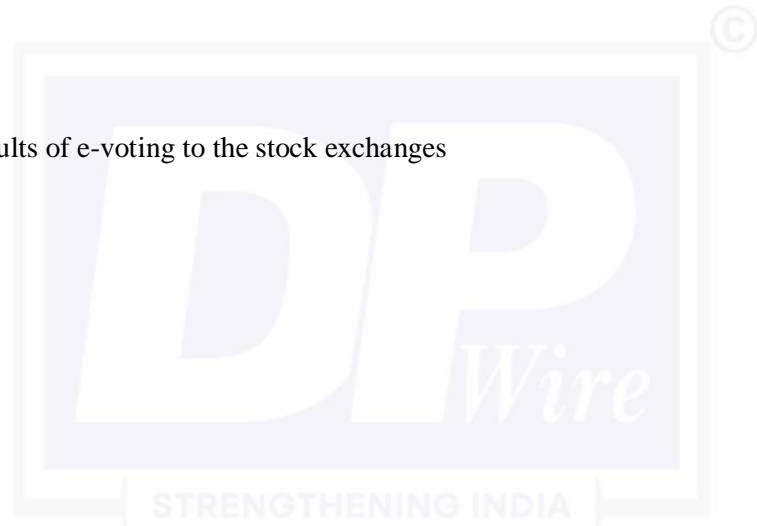 ©
ults of e-voting to the stock exchanges
DP
Wire
STRENGTHENING INDIA